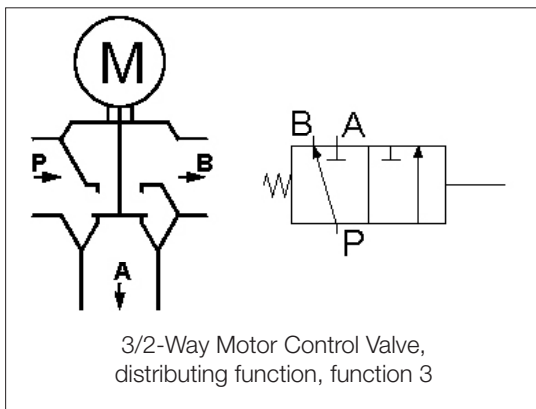 M
P
B
A
B A
P
3/2-Way Motor Control Valve,
distributing function, function 3